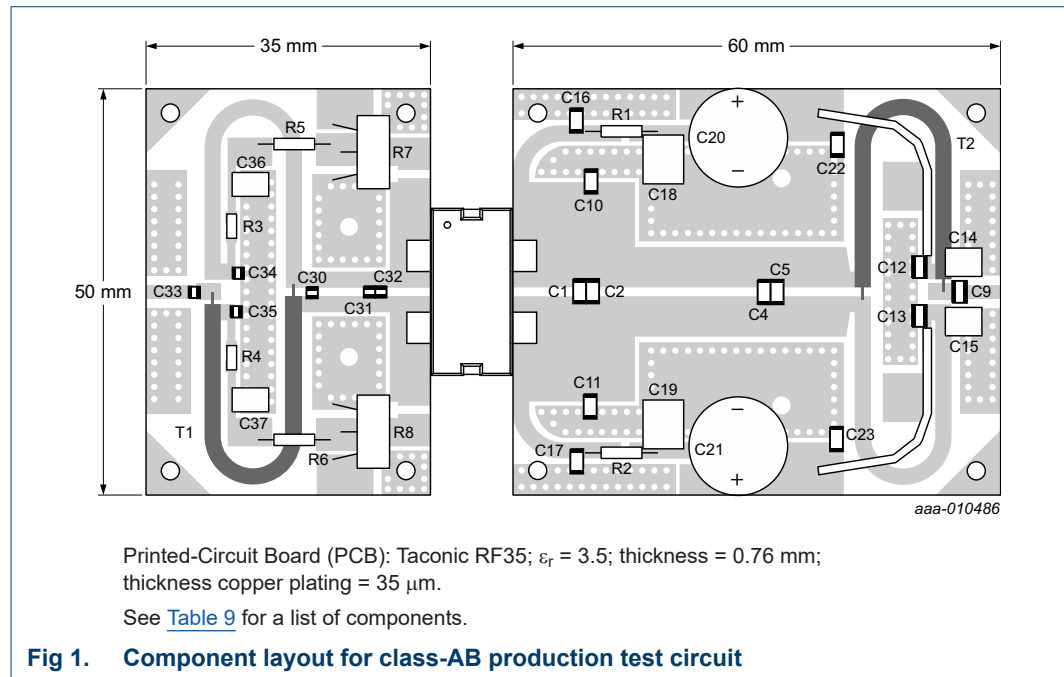 35 mm
60 mm
50 mm
R5
C36
R7
R3
C34
C33
C30
C32
C31
C35
R4
C37
T1
R6
R8
C16
R1
+
C20
−
C18
C10
C22
T2
C14
C12
C9
C13
C15
C1
C2
C5
C4
C11
C19
−
C21
+
C17
R2
C23
aaa-010486
Printed-Circuit Board (PCB): Taconic RF35; εr = 3.5; thickness = 0.76 mm;
thickness copper plating = 35 μm.
See Table 9 for a list of components.
Fig 1. Component layout for class-AB production test circuit